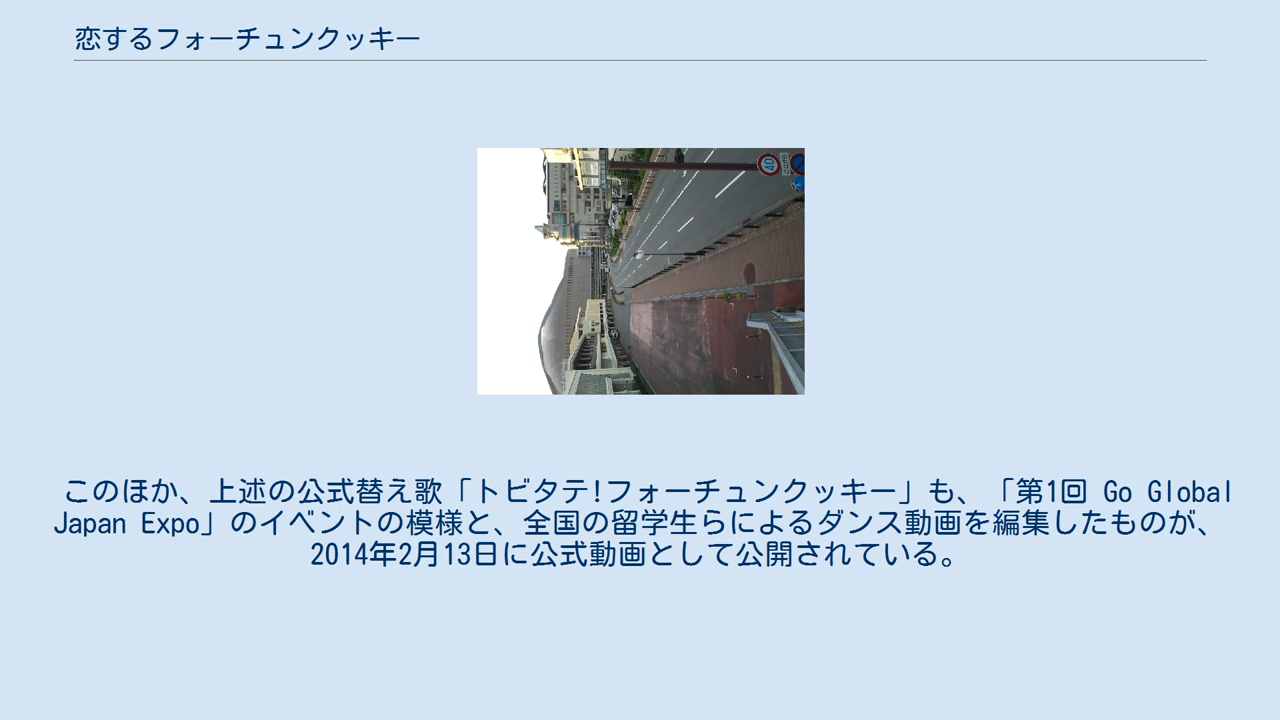 恋するフォーチュンクッキー
40
このほか、上述の公式替え歌「トビタテ!フォーチュンクッキー」も、「第1回 Go Global
Japan Expo」のイベントの模様と、全国の留学生らによるダンス動画を編集したものが、
2014年2月13日に公式動画として公開されている。